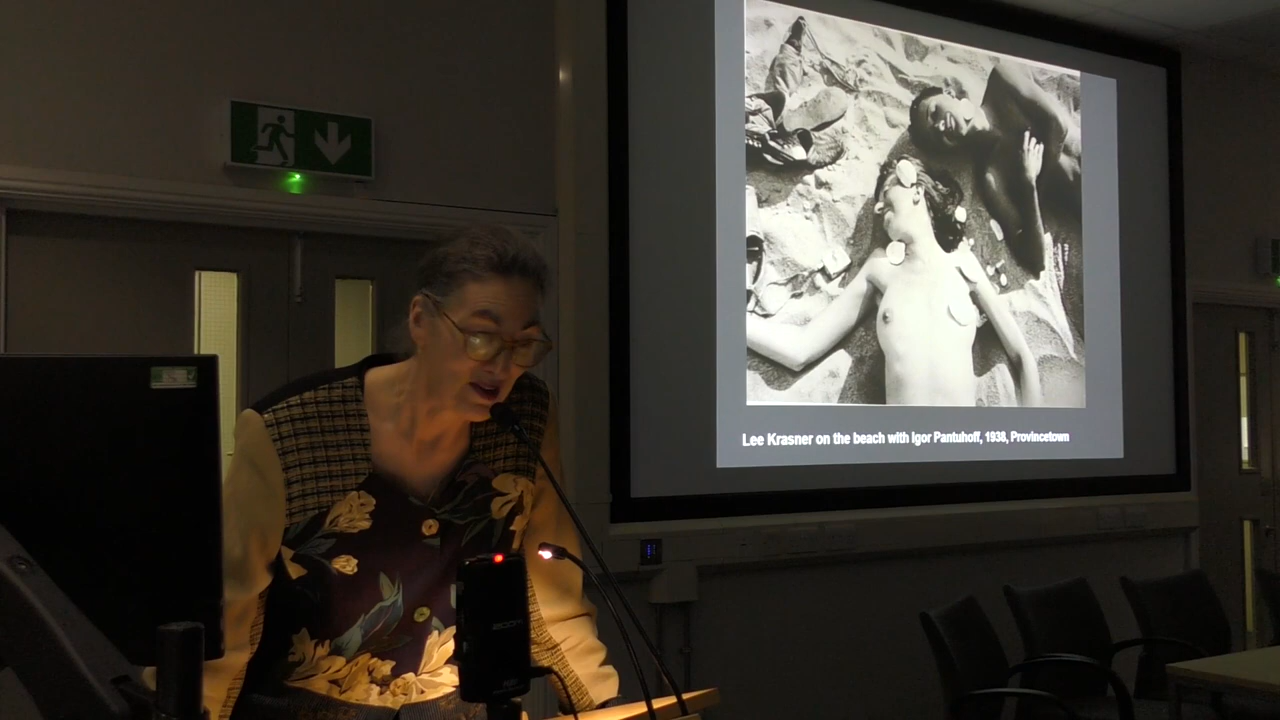 Lee Krasner on the beach with Igor Pantuhoff, 1938, Provincetown
zoom